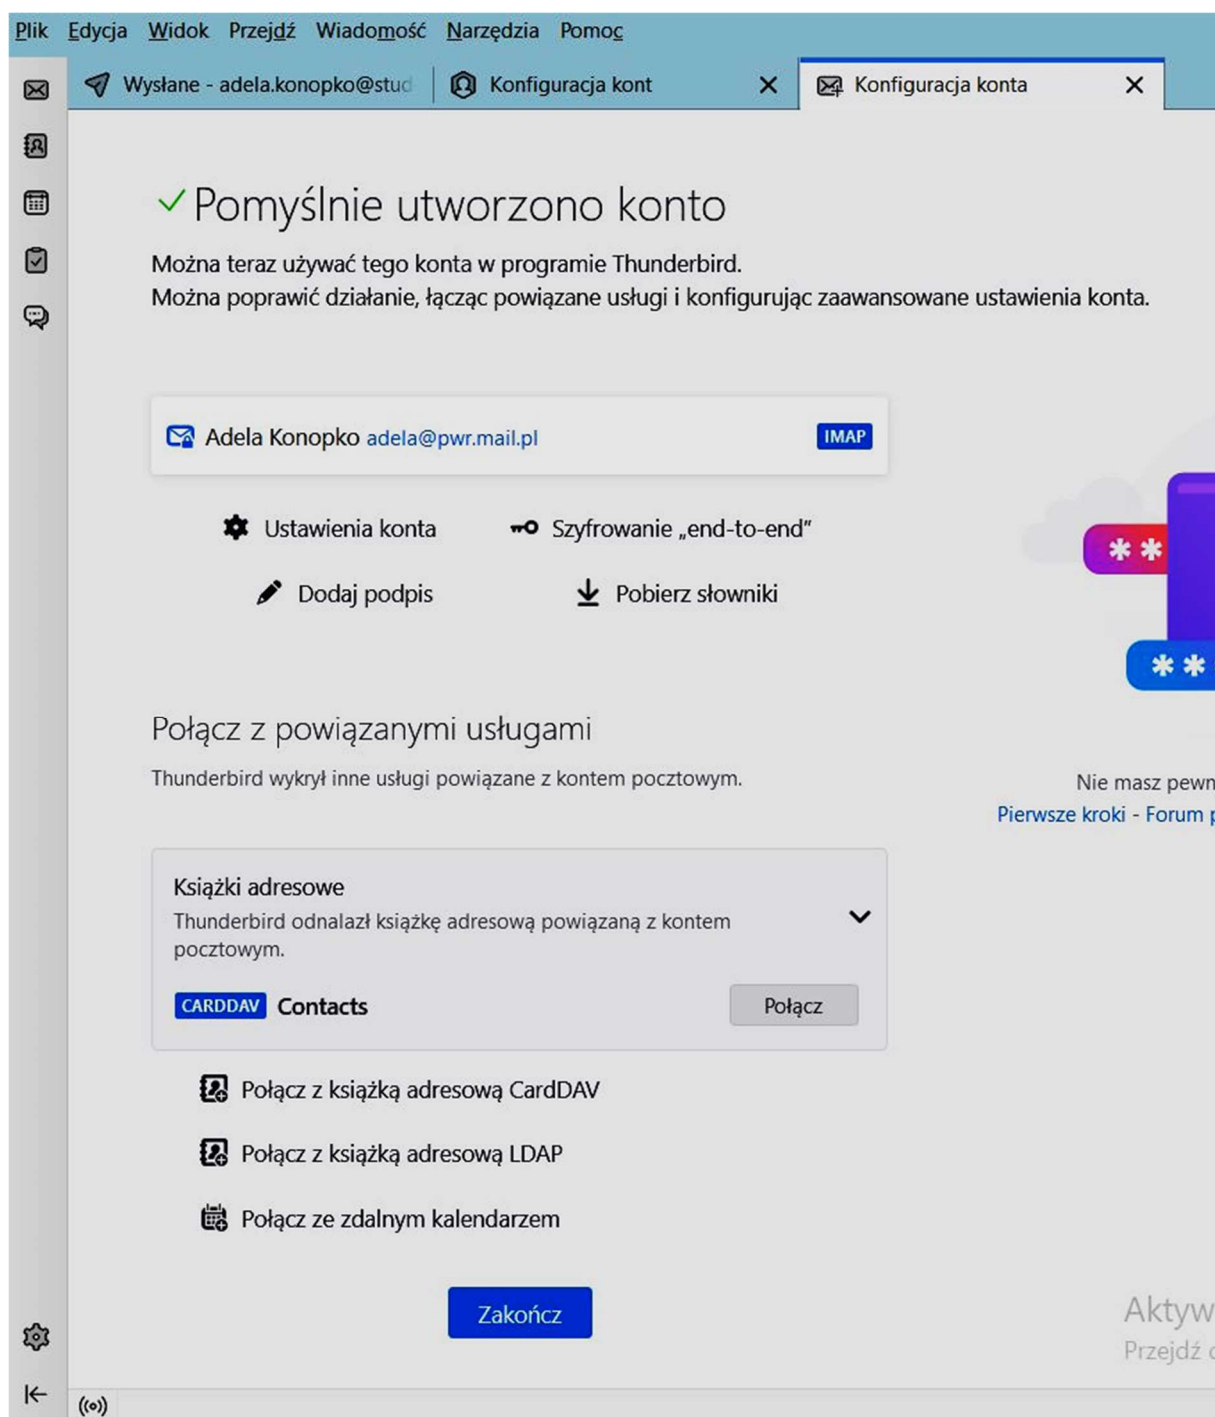 Plik Edycja Widok Przejdź Wiadomość Narzędzia Pomoc
Wysłane - adela.konopko@stud Konfiguracja kont Konfiguracja konta
Pomyślnie utworzono konto
Można teraz używać tego konta w programie Thunderbird.
Można poprawić działanie, łącząc powiązane usługi i konfigurując zaawansowane ustawienia konta.
Adela Konopko adela@pwr.mail.pl IMAP
Ustawienia konta Szyfrowanie „end-to-end”
Dodaj podpis Pobierz słowniki
** 
**
Połącz z powiązanymi usługami
Thunderbird wykrył inne usługi powiązane z kontem pocztowym.
Nie masz pewn
Pierwsze kroki - Forum p
Książki adresowe
Thunderbird odnalazł książkę adresową powiązaną z kontem
pocztowym.
CARDDAV Contacts Połącz
Połącz z książką adresową CardDAV
Połącz z książką adresową LDAP
Połącz ze zdalnym kalendarzem
Zakończ
Aktyw
Przejdź